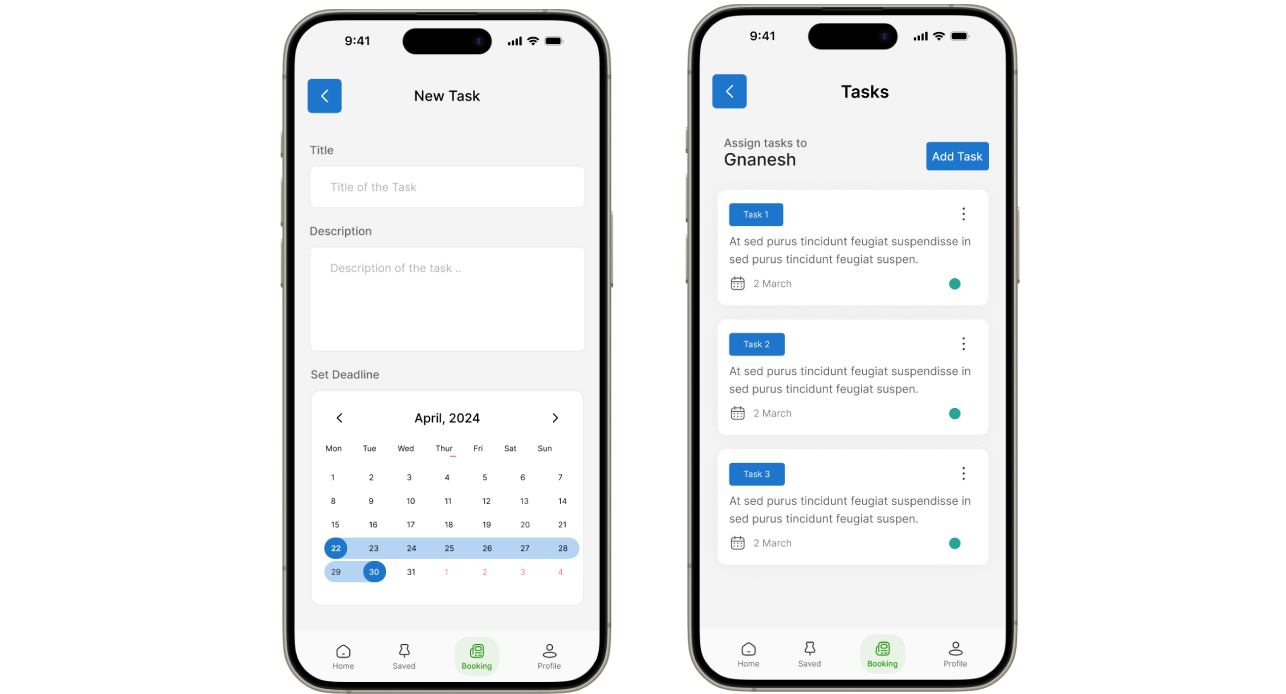 9:41
New Task
Title
Title of the Task
Description
Description of the task ..
Set Deadline
April, 2024
Mon Tue Wed Thur Fri Sat Sun
1 2 3 4 5 6 7
8 9 10 11 12 13 14
15 16 17 18 19 20 21
22 23 24 25 26 27 28
29 30 31 1 2 3 4
Home Saved Booking Profile
9:41
Tasks
Assign tasks to
Gnanesh
Add Task
Task 1
At sed purus tincidunt feugiat suspendisse in
sed purus tincidunt feugiat suspen.
2 March
Task 2
At sed purus tincidunt feugiat suspendisse in
sed purus tincidunt feugiat suspen.
2 March
Task 3
At sed purus tincidunt feugiat suspendisse in
sed purus tincidunt feugiat suspen.
2 March
Home Saved Booking Profile